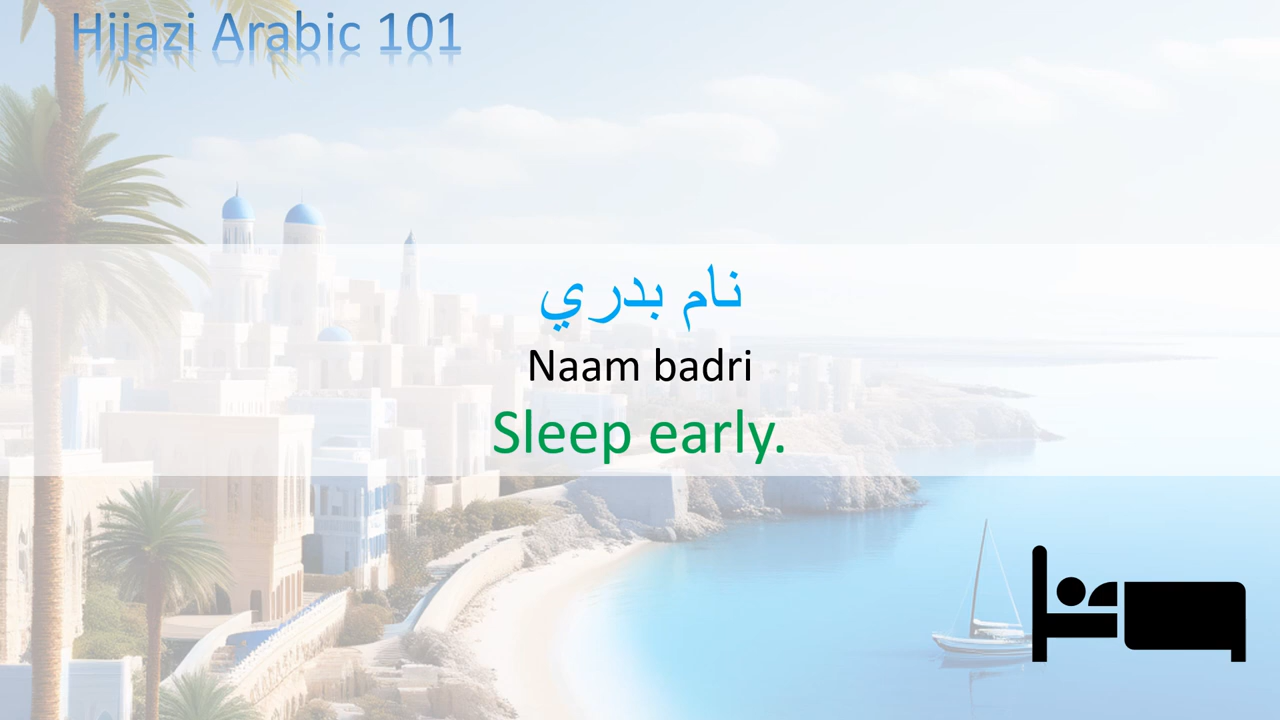 Hijazi Arabic 101
نام بدري
Naam badri
Sleep early.